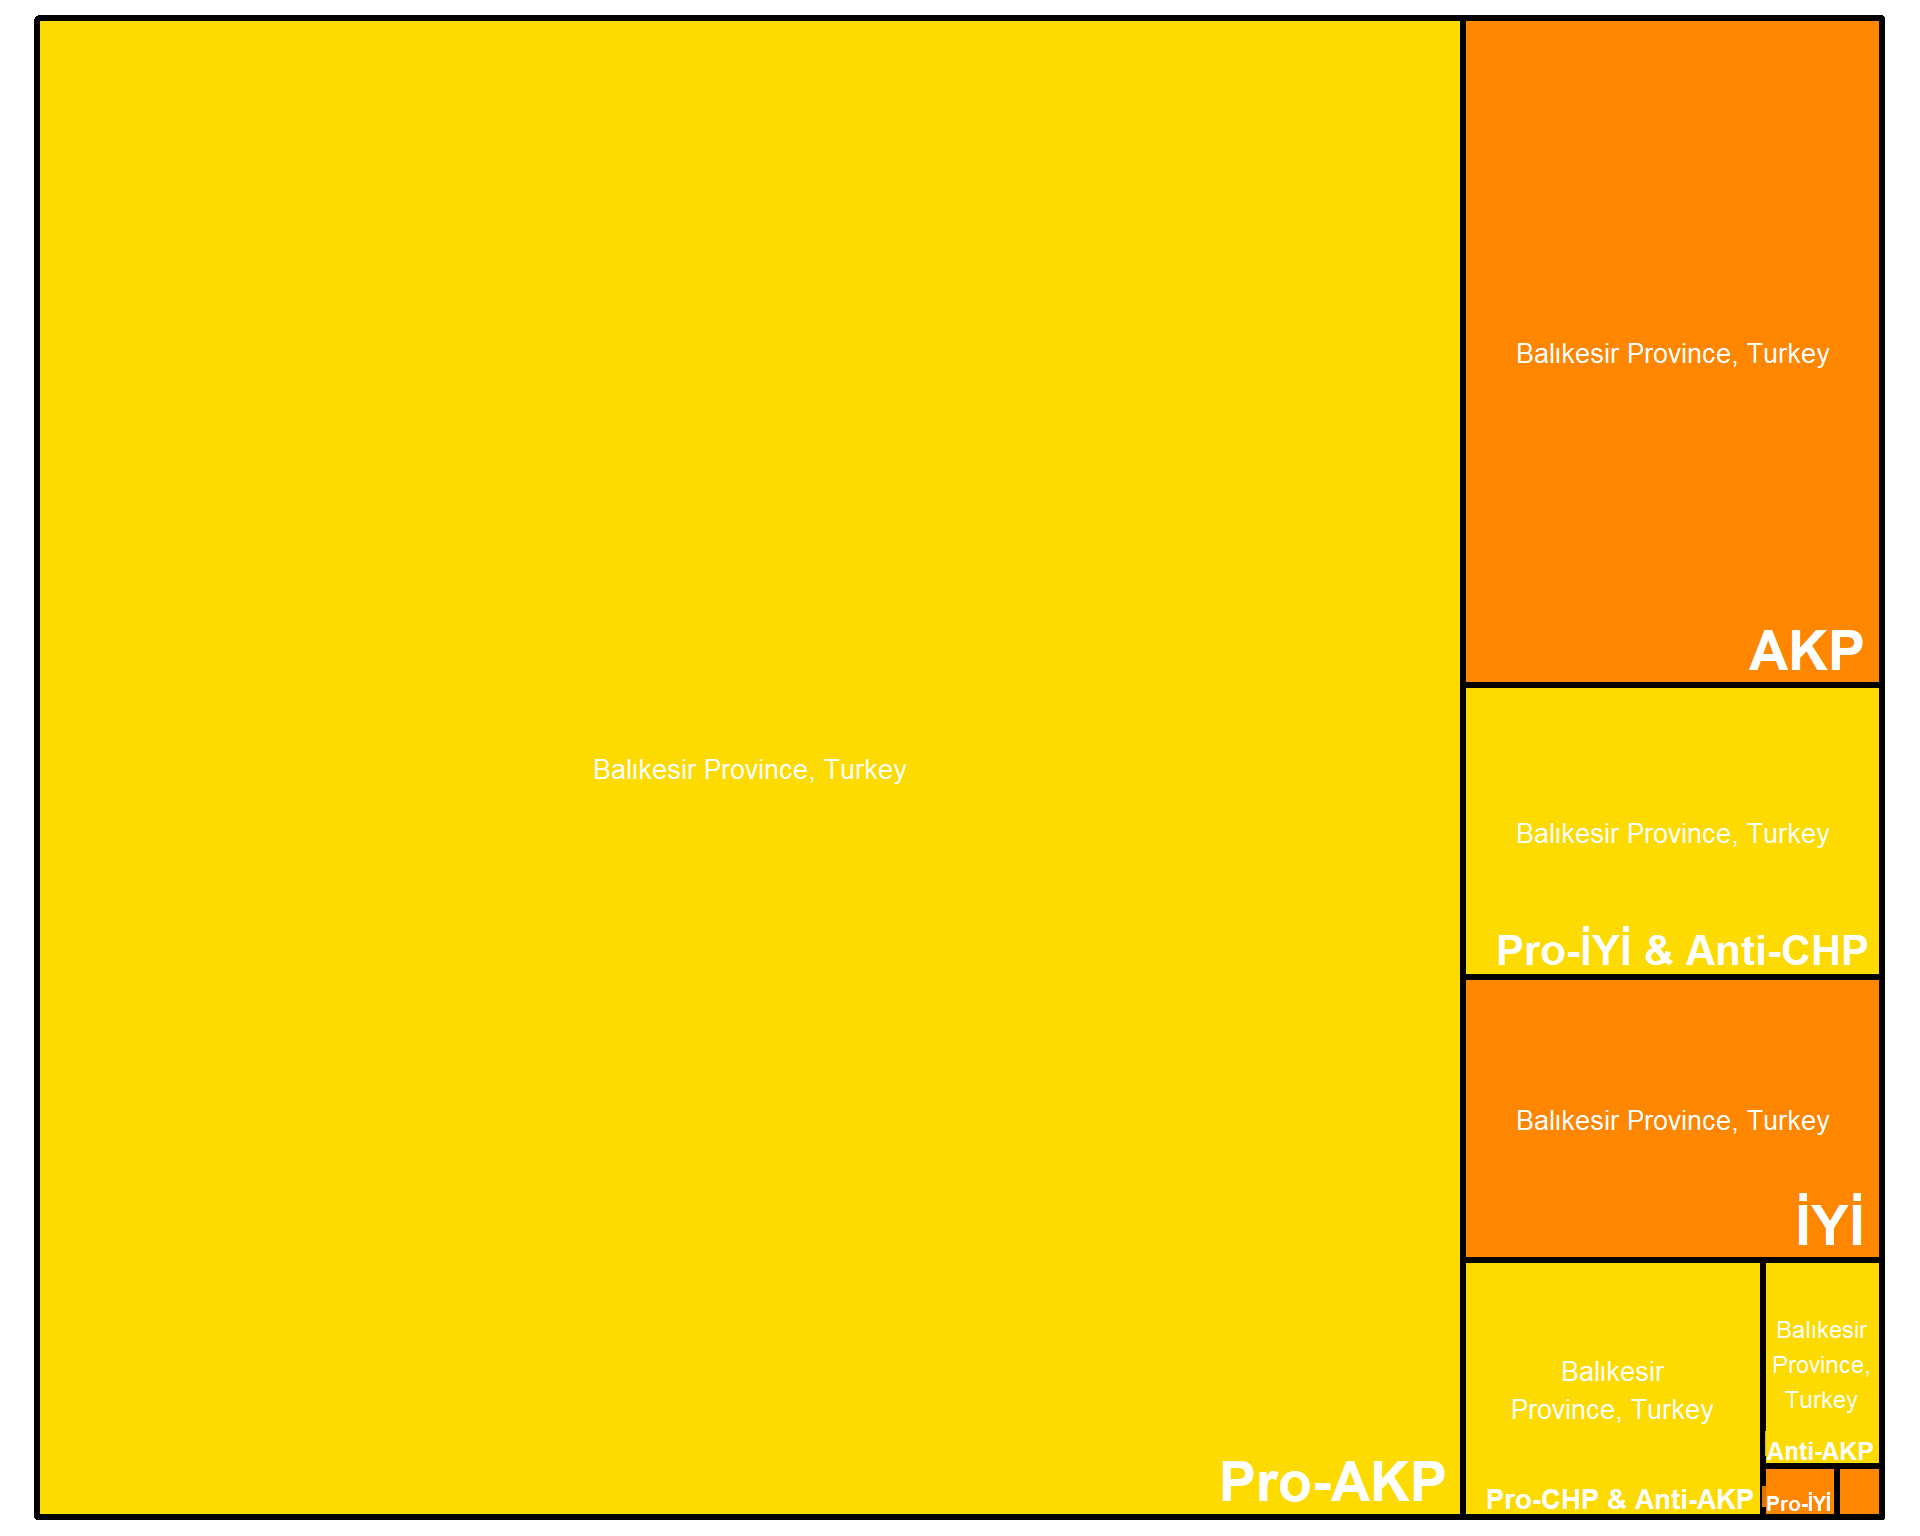 Balıkesir Province, Turkey
Pro-AKP
Balıkesir Province, Turkey
AKP
Balıkesir Province, Turkey
Pro-İYİ & Anti-CHP
Balıkesir Province, Turkey
İYİ
Balıkesir
Province, Turkey
Pro-CHP & Anti-AKP
Balıkesir
Province,
Turkey
Anti-AKP
Pro-İYİ